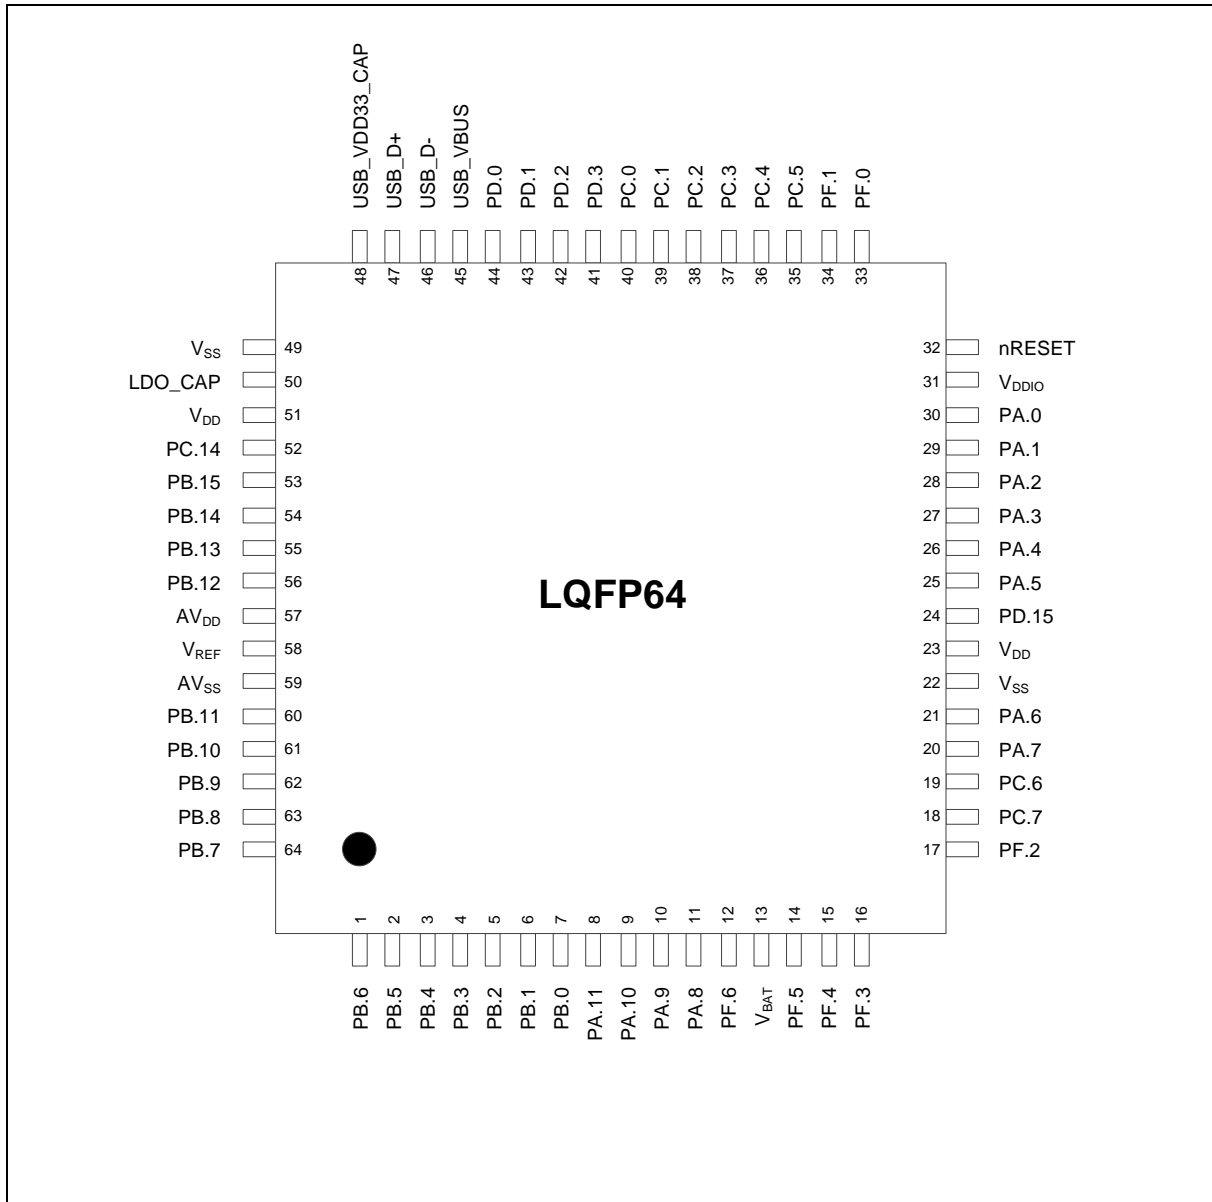 USB_VDD33_CAP
USB_D+
USB_D-
USB_VBUS
PD.0
PD.1
PD.2
PD.3
PC.0
PC.1
PC.2
PC.3
PC.4
PC.5
PF.1
PF.0
48
47
46
45
44
43
42
41
40
39
38
37
36
35
34
33
VSS 49
LDO_CAP 50
VDD 51
PC.14 52
PB.15 53
PB.14 54
PB.13 55
PB.12 56
AVDD 57
VREF 58
AVSS 59
PB.11 60
PB.10 61
PB.9 62
PB.8 63
PB.7 64
LQFP64
32 nRESET
31 VDDIO
30 PA.0
29 PA.1
28 PA.2
27 PA.3
26 PA.4
25 PA.5
24 PD.15
23 VDD
22 VSS
21 PA.6
20 PA.7
19 PC.6
18 PC.7
17 PF.2
1
2
3
4
5
6
7
8
9
10
11
12
13
14
15
16
PB.6
PB.5
PB.4
PB.3
PB.2
PB.1
PB.0
PA.11
PA.10
PA.9
PA.8
PF.6
VBAT
PF.5
PF.4
PF.3